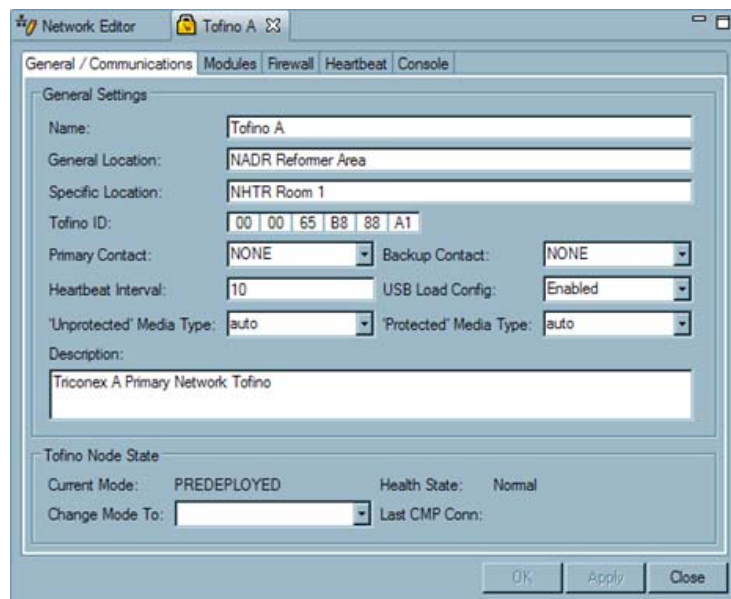 Network Editor Tofino A
General / Communications Modules Firewall Heartbeat Console
General Settings
Name: Tofino A
General Location: NADR Reformer Area
Specific Location: NHTR Room 1
Tofino ID: 00 00 65 B8 88 A1
Primary Contact: NONE Backup Contact: NONE
Heartbeat Interval: 10 USB Load Config: Enabled
'Unprotected' Media Type: auto 'Protected' Media Type: auto
Description:
Triconex A Primary Network Tofino
Tofino Node State
Current Mode: PREDEPLOYED Health State: Normal
Change Mode To: Last CMP Conn:
OK Apply Close